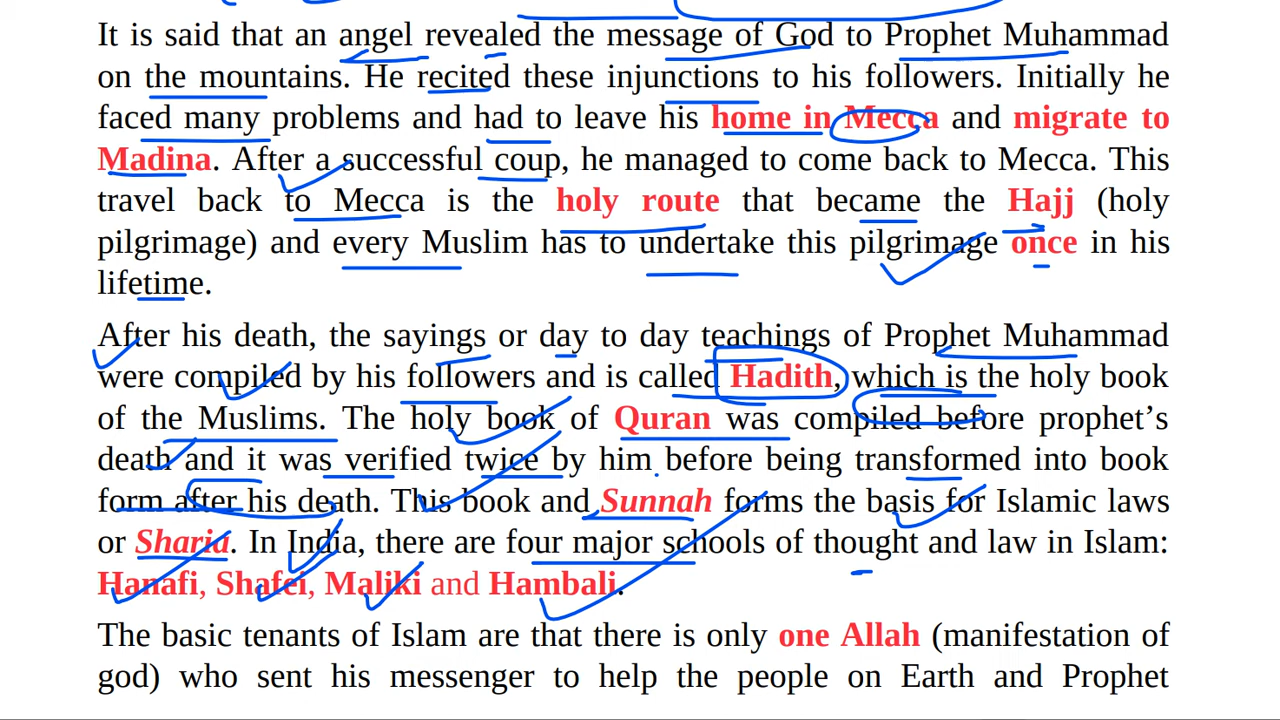 It is said that an angel revealed the message of God to Prophet Muhammad
on the mountains. He recited these injunctions to his followers. Initially he
faced many problems and had to leave his home in Mecca and migrate to
Madina. After a successful coup, he managed to come back to Mecca. This
travel back to Mecca is the holy route that became the Hajj (holy
pilgrimage) and every Muslim has to undertake this pilgrimage once in his
lifetime.
After his death, the sayings or day to day teachings of Prophet Muhammad
were compiled by his followers and is called Hadith, which is the holy book
of the Muslims. The holy book of Quran was compiled before prophet’s
death and it was verified twice by him before being transformed into book
form after his death. This book and Sunnah forms the basis for Islamic laws
or Sharia. In India, there are four major schools of thought and law in Islam:
Hanafi, Shafei, Maliki and Hambali.
The basic tenants of Islam are that there is only one Allah (manifestation of
god) who sent his messenger to help the people on Earth and Prophet